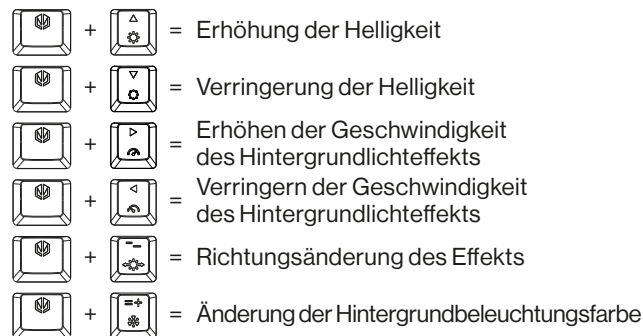 + = Erhöhung der Helligkeit
+ = Verringerung der Helligkeit
+ = Erhöhen der Geschwindigkeit
des Hintergrundlichteffekts
+ = Verringern der Geschwindigkeit
des Hintergrundlichteffekts
+ -_ = Richtungsänderung des Effekts
+ =+ = Änderung der Hintergrundbeleuchtungsfarbe